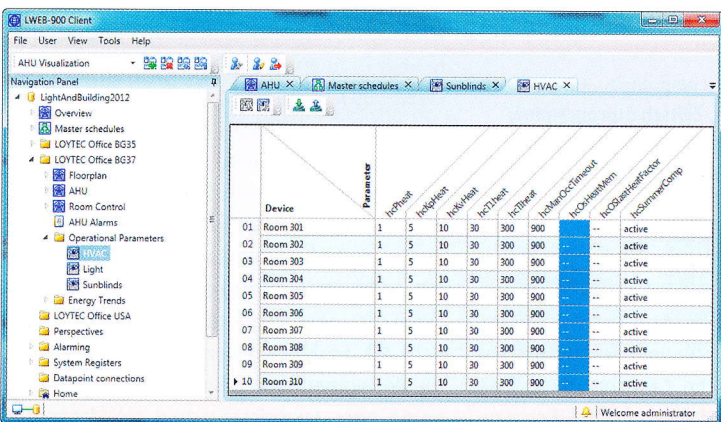 LWEB-900 Client
File User View Tools Help
AHU Visualization
Navigation Panel
AHU Master schedules Sunblinds HVAC
LightAndBuilding2012
Overview
Master schedules
LOYTEC Office BG35
LOYTEC Office BG37
Floorplan
AHU
Room Control
AHU Alarms
Operational Parameters
HVAC
Light
Sunblinds
Energy Trends
LOYTEC Office USA
Perspectives
Alarming
System Registers
Datapoint connections
Home
Device Parameter hcPheat hcKpHeat hcKvHeat hcTLheat hcTIheat hcManOccTimeout hcOsHeatMem hcOSlastHeatFactor hcSummerComp
01 Room 301 1 5 10 30 300 900 -- -- active
02 Room 302 1 5 10 30 300 900 -- -- active
03 Room 303 1 5 10 30 300 900 -- -- active
04 Room 304 1 5 10 30 300 900 -- -- active
05 Room 305 1 5 10 30 300 900 -- -- active
06 Room 306 1 5 10 30 300 900 -- -- active
07 Room 307 1 5 10 30 300 900 -- -- active
08 Room 308 1 5 10 30 300 900 -- -- active
09 Room 309 1 5 10 30 300 900 -- -- active
10 Room 310 1 5 10 30 300 900 -- -- active
Welcome administrator